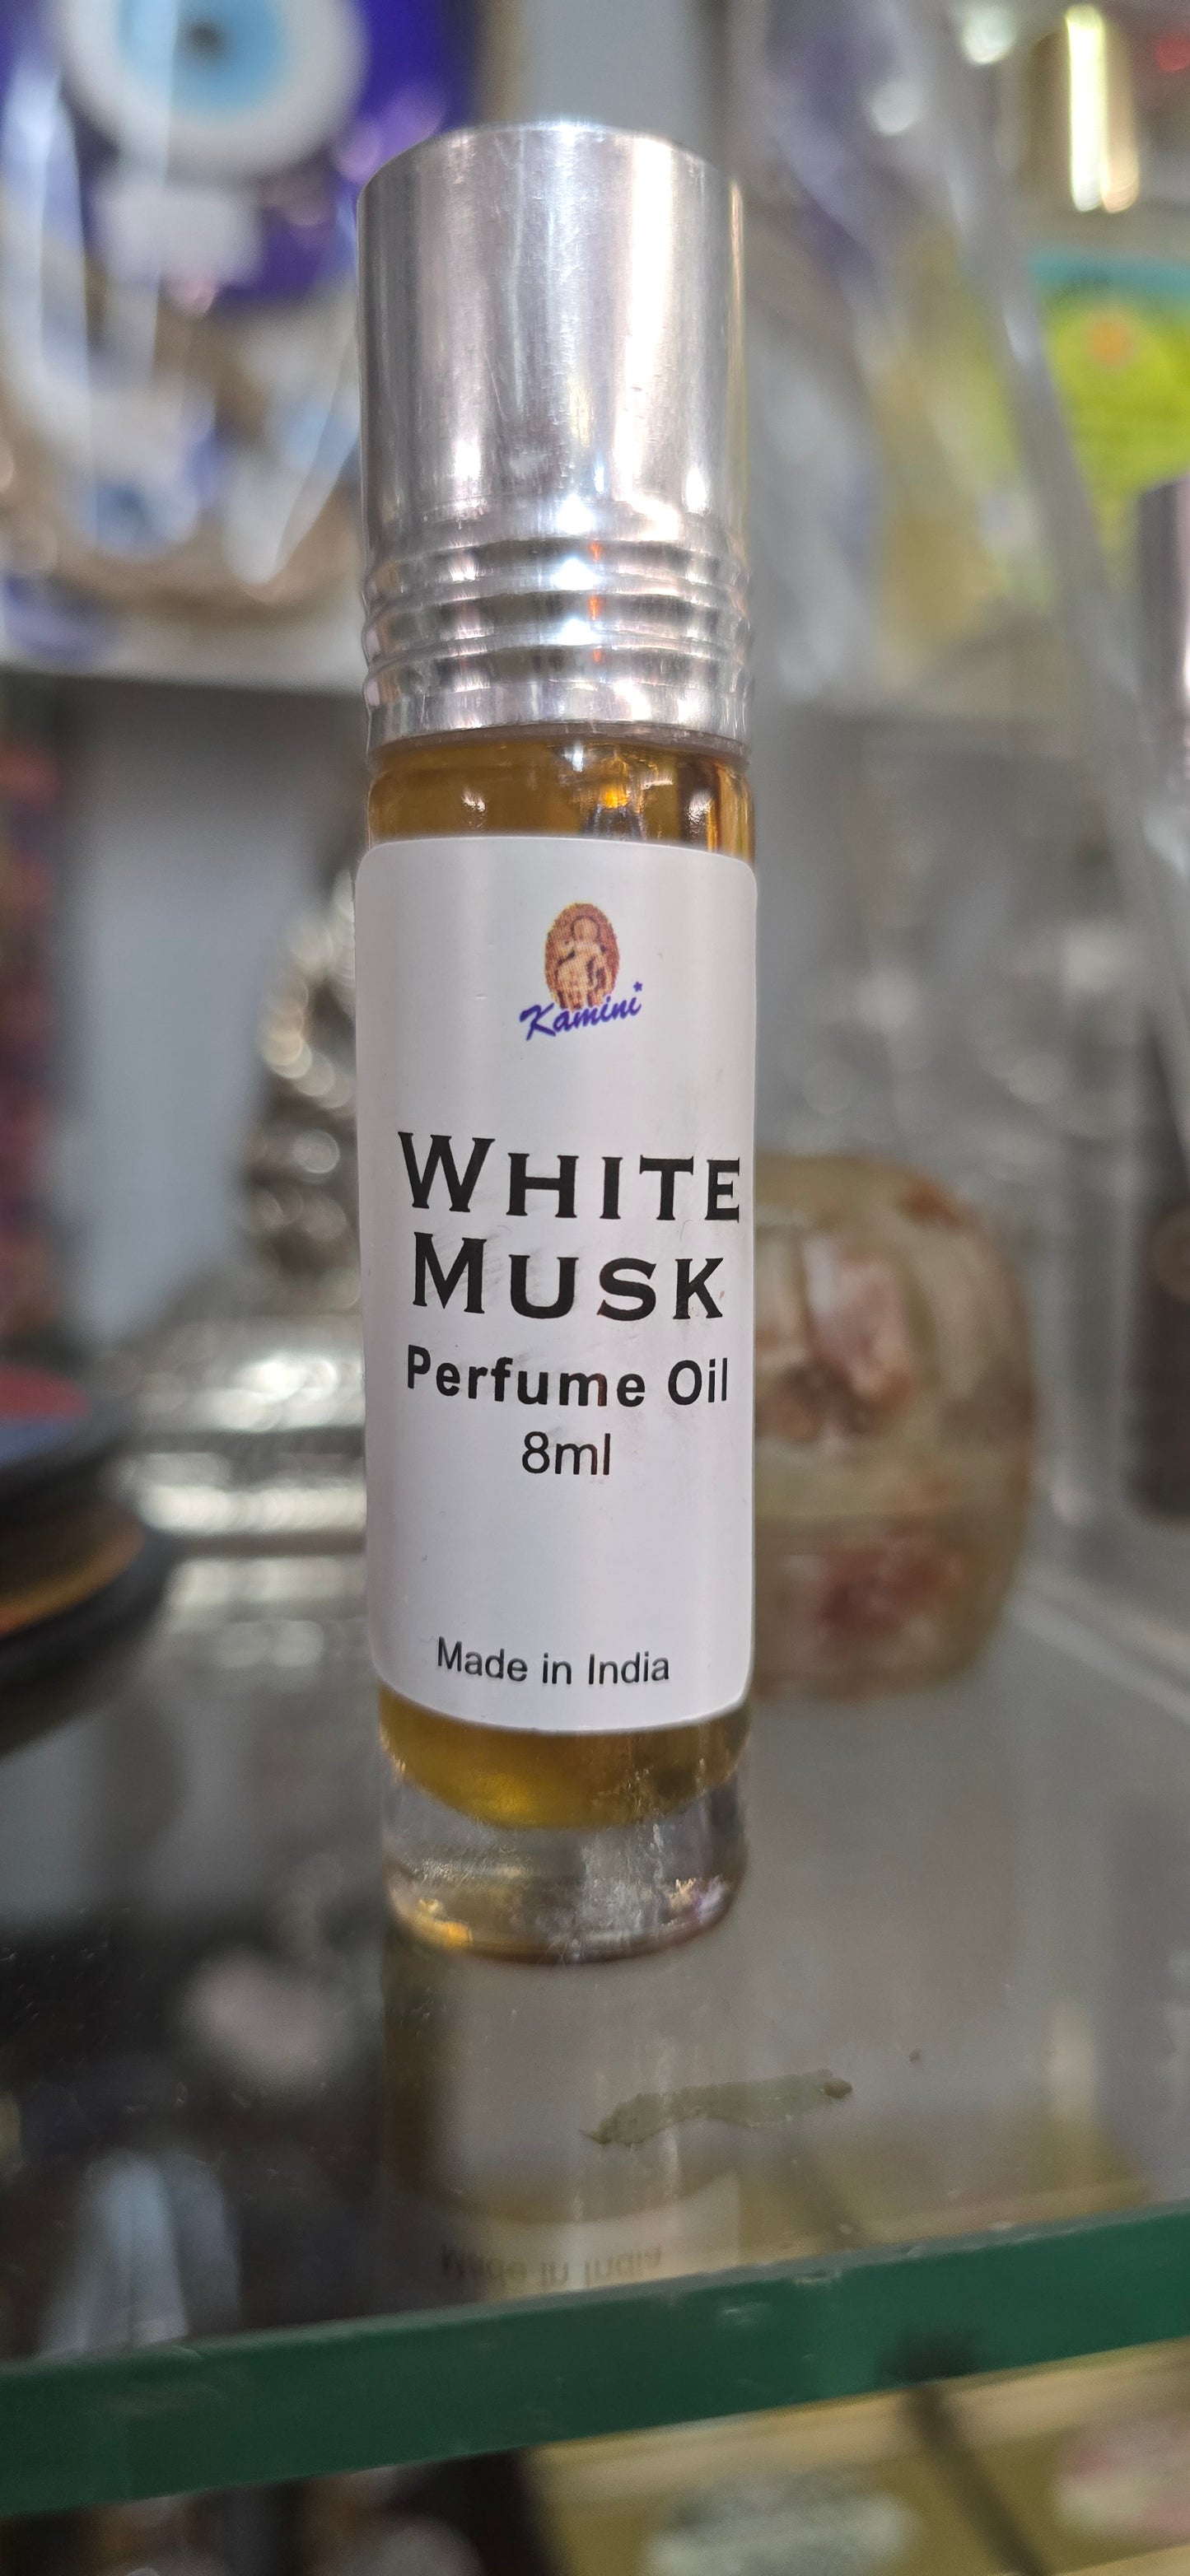 Kamini
WHITE
MUSK
Perfume Oil
8ml
Made in India